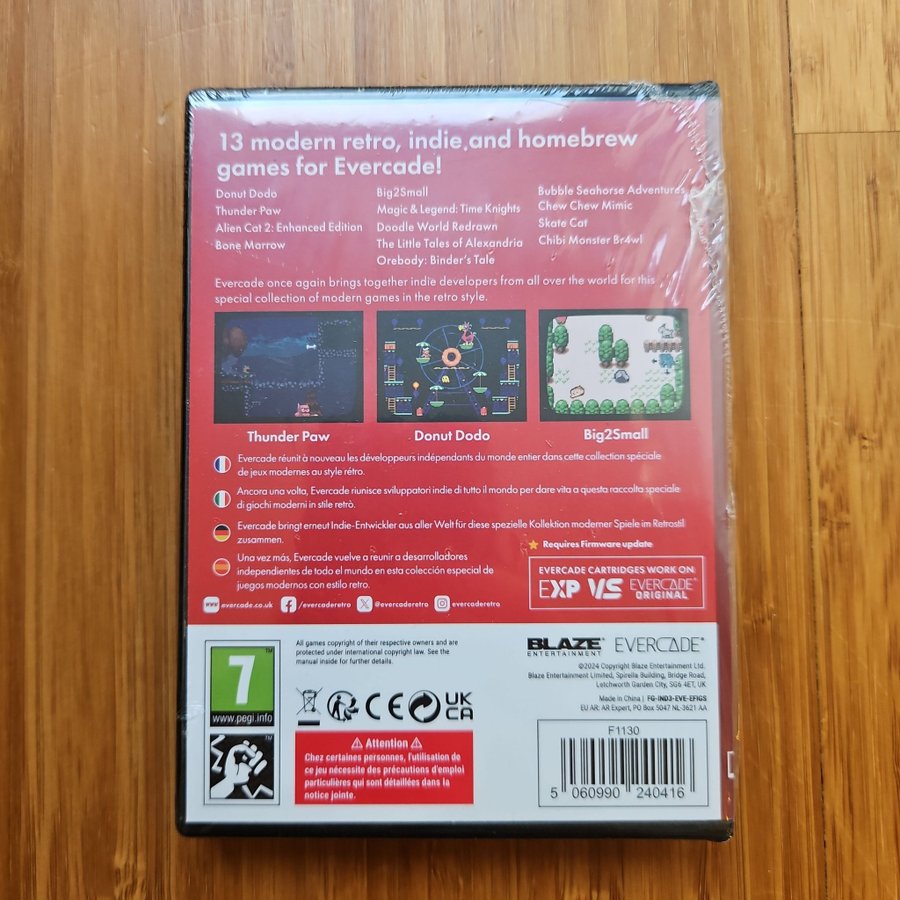 13 modern retro, indie, and homebrew
games for Evercade!
Donut Dodo
Thunder Paw
Alien Cat 2: Enhanced Edition
Bone Marrow
Big2Small
Magic & Legend: Time Knights
Doodle World Redrawn
The Little Tales of Alexandria
Orebody: Binder's Tale
Bubble Seahorse Adventures
Chew Chew Mimic
Skate Cat
Chibi Monster Br4wl
Evercade once again brings together indie developers from all over the world for this
special collection of modern games in the retro style.
Thunder Paw
Donut Dodo
Big2Small
Evercade réunit à nouveau les développeurs indépendants du monde entier dans cette collection spéciale
de jeux modernes au style rétro.
Ancora una volta, Evercade riunisce sviluppatori indie di tutto il mondo per dare vita a questa raccolta speciale
di giochi moderni in stile retrò.
Evercade bringt erneut Indie-Entwickler aus aller Welt für diese spezielle Kollektion moderner Spiele im Retrostil
zusammen.
Una vez más, Evercade vuelve a reunir a desarrolladores
independientes de todo el mundo en esta colección especial de
juegos modernos con estilo retro.
Requires Firmware update
EVERCADE CARTRIDGES WORK ON:
EXP VS EVERCADE ORIGINAL
www evercade.co.uk /evercaderetro @evercaderetro evercaderetro
7
www.pegi.info
All games copyright of their respective owners and are
protected under international copyright law. See the
manual inside for further details.
CE UK CA
Attention
Chez certaines personnes, l'utilisation de
ce jeu nécessite des précautions d'emploi
particulières qui sont détaillées dans la
notice jointe.
BLAZE ENTERTAINMENT EVERCADE
©2024 Copyright Blaze Entertainment Ltd.
Blaze Entertainment Limited, Spirella Building, Bridge Road,
Letchworth Garden City, SG6 4ET, UK
Made in China | FG-IND3-EVE-EFIGS
EU AR: AR Expert, PO Box 5047 NL-3621 AA
F1130
5 060990 240416